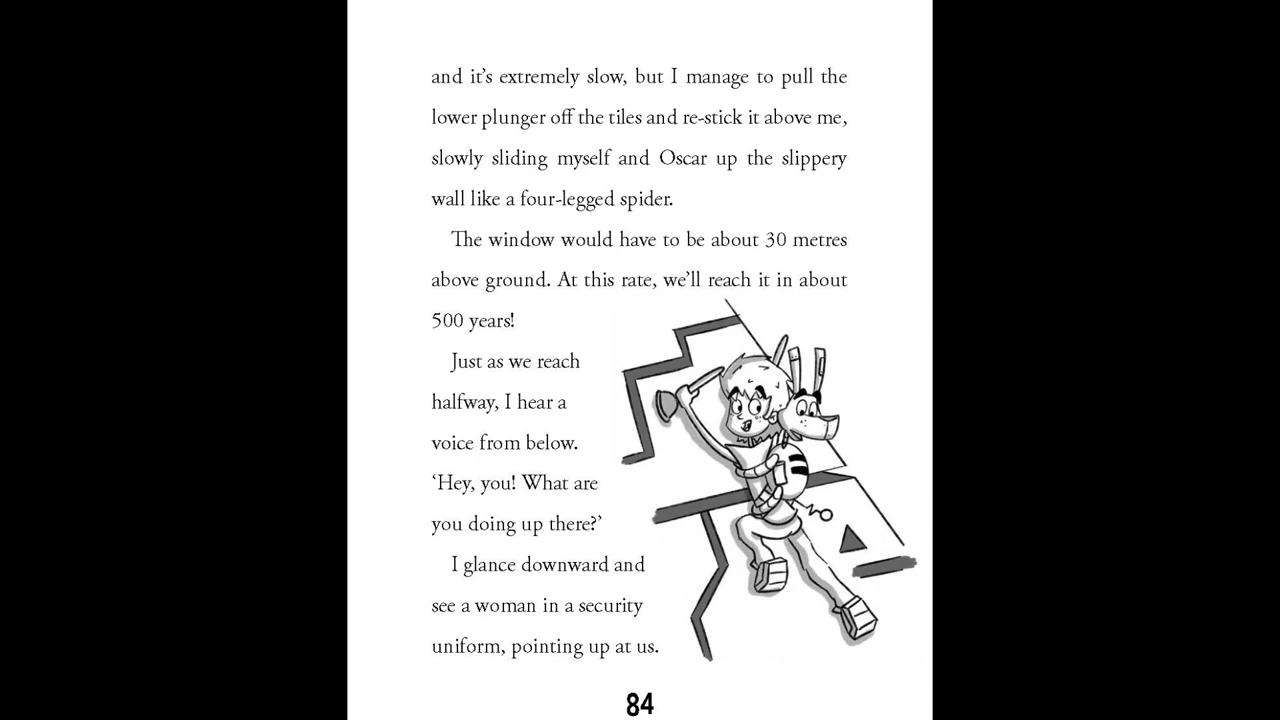 and it’s extremely slow, but I manage to pull the
lower plunger off the tiles and re-stick it above me,
slowly sliding myself and Oscar up the slippery
wall like a four-legged spider.
The window would have to be about 30 metres
above ground. At this rate, we’ll reach it in about
500 years!
Just as we reach
halfway, I hear a
voice from below.
‘Hey, you! What are
you doing up there?’
I glance downward and
see a woman in a security
uniform, pointing up at us.
84